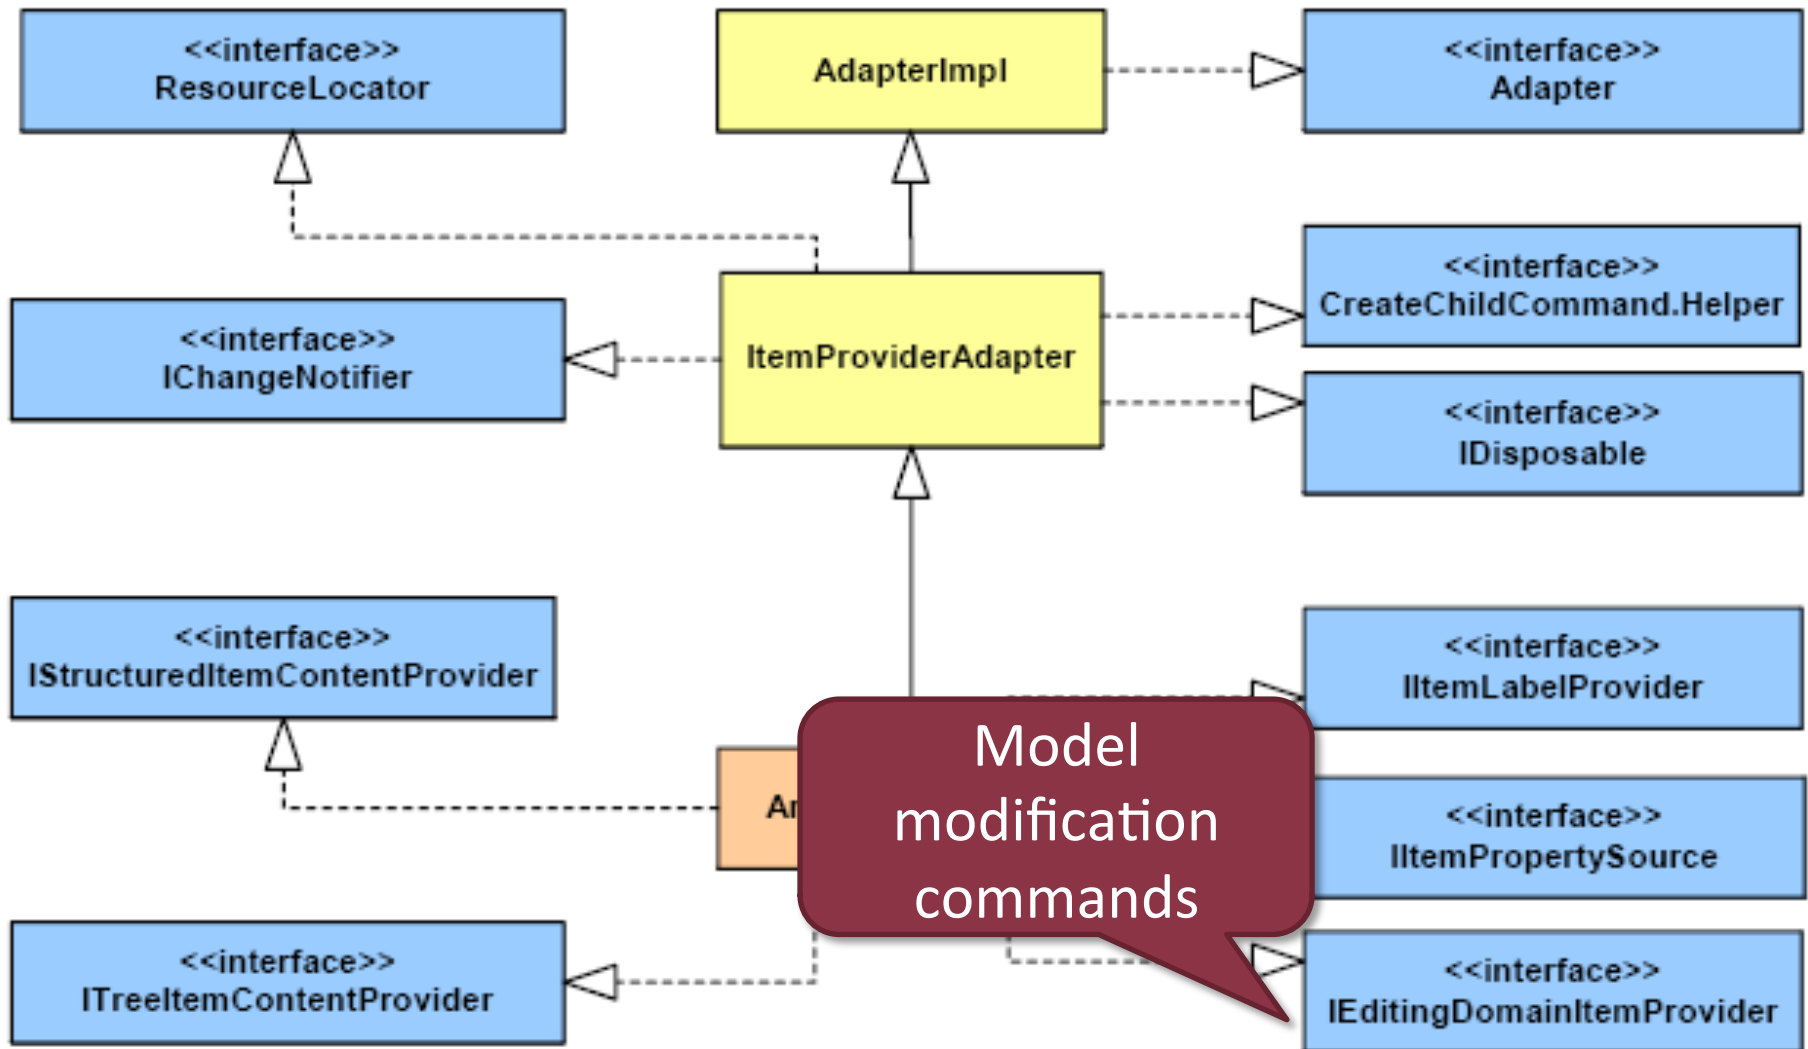 <<interface>>
ResourceLocator
AdapterImpl
<<interface>>
Adapter
<<interface>>
CreateChildCommand.Helper
<<interface>>
IChangeNotifier
ItemProviderAdapter
<<interface>>
IDisposable
<<interface>>
IStructuredItemContentProvider
<<interface>>
IItemLabelProvider
Model
modification
commands
<<interface>>
IItemPropertySource
<<interface>>
ITreeItemContentProvider
<<interface>>
IEditingDomainItemProvider